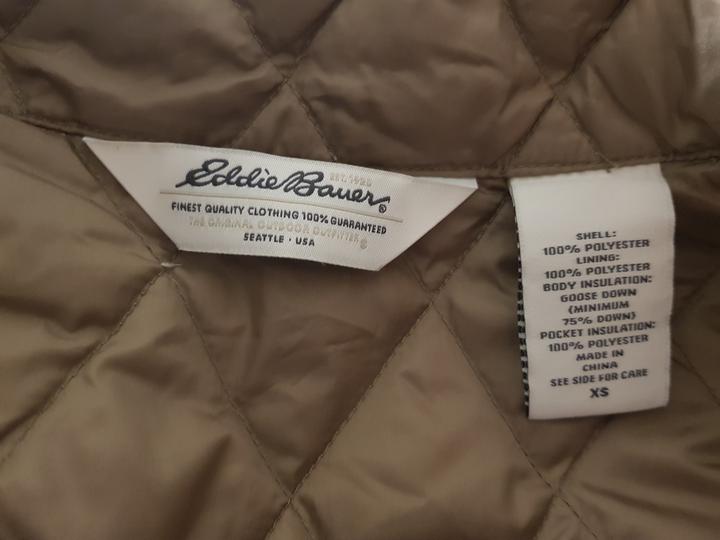 Eddie Bauer®
EST. 1920
FINEST QUALITY CLOTHING 100% GUARANTEED
THE ORIGINAL OUTDOOR OUTFITTER®
SEATTLE · USA
SHELL:
100% POLYESTER
LINING:
100% POLYESTER
BODY INSULATION:
GOOSE DOWN
(MINIMUM
75% DOWN)
POCKET INSULATION:
100% POLYESTER
MADE IN
CHINA
SEE SIDE FOR CARE
XS